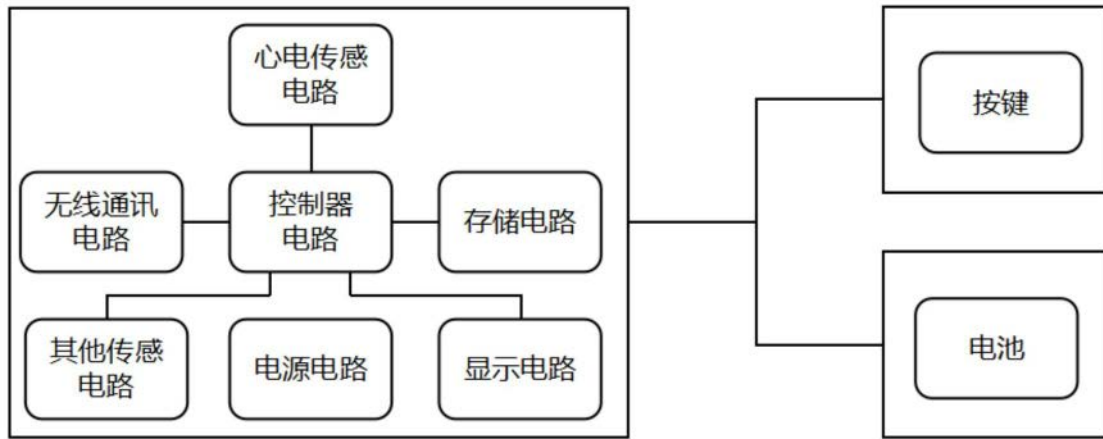 心电传感
电路
按键
无线通讯
电路
控制器
电路
存储电路
其他传感
电路
电源电路
显示电路
电池